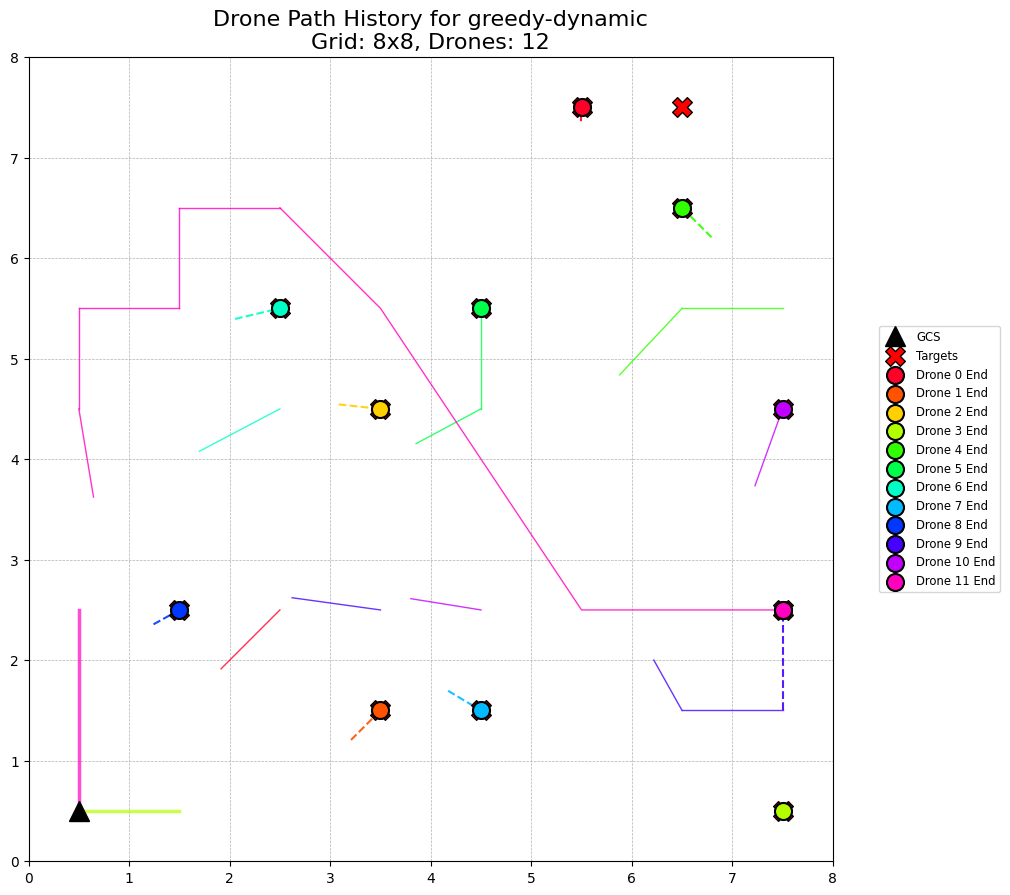 Drone Path History for greedy-dynamic
Grid: 8x8, Drones: 12
8
7
6
5
4
3
2
1
0
0 1 2 3 4 5 6 7 8
GCS
Targets
Drone 0 End
Drone 1 End
Drone 2 End
Drone 3 End
Drone 4 End
Drone 5 End
Drone 6 End
Drone 7 End
Drone 8 End
Drone 9 End
Drone 10 End
Drone 11 End